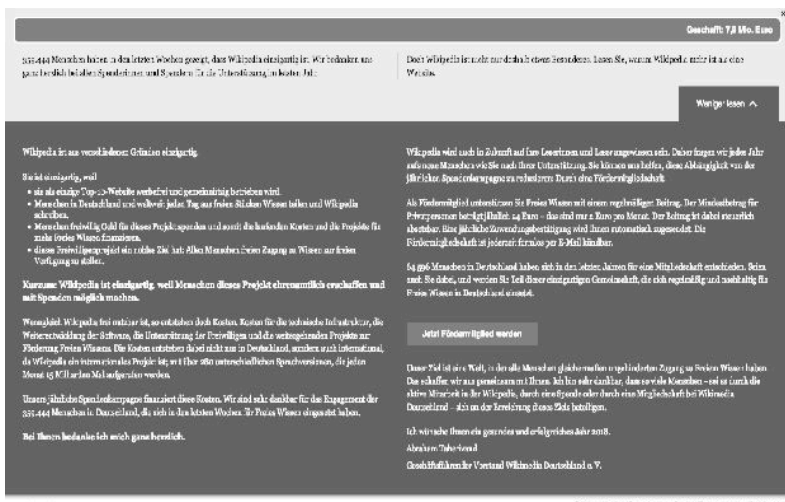 Geschafft: 7,8 Mio. Euro
Menschen haben in den letzten Wochen gezeigt, dass Wikipedia einzigartig ist. Wir bedanken uns
ganz herzlich bei allen Spenderinnen und Spendern für die Unterstützung im letzten Jahr.
Doch Wikipedia ist nicht nur deshalb etwas Besonderes. Lesen Sie, warum Wikipedia mehr ist als eine
Website.
Weniger lesen
Wikipedia ist aus verschiedenen Gründen einzigartig.
Sie ist einzigartig, weil
• sie als einzige Top-10-Website werbefrei und gemeinnützig betrieben wird.
• Menschen in Deutschland und weltweit jeden Tag aus freien Stücken Wissen teilen und Wikipedia
schreiben.
• Menschen freiwillig Geld für dieses Projekt spenden und somit die laufenden Kosten und die Projekte für
mehr Freies Wissen finanzieren.
• dieses Freiwilligenprojekt ein nobles Ziel hat: Allen Menschen freien Zugang zu Wissen zur freien
Verfügung zu stellen.
Kurzum: Wikipedia ist einzigartig, weil Menschen dieses Projekt ehrenamtlich erschaffen und
mit Spenden möglich machen.
Wenngleich Wikipedia frei nutzbar ist, so entstehen doch Kosten. Kosten für die technische Infrastruktur, die
Weiterentwicklung der Software, die Unterstützung der Freiwilligen und die weitergehenden Projekte zur
Förderung Freien Wissens. Die Kosten entstehen dabei nicht nur in Deutschland, sondern auch international,
da Wikipedia ein internationales Projekt ist; mit über 280 unterschiedlichen Sprachversionen, die jeden
Monat 15 Milliarden Mal aufgerufen werden.
Unsere jährliche Spendenkampagne finanziert diese Kosten. Wir sind sehr dankbar für das Engagement der
Menschen in Deutschland, die sich in den letzten Wochen für Freies Wissen eingesetzt haben.
Bei Ihnen bedanke ich mich ganz herzlich.
Wikipedia wird auch in Zukunft auf ihre Leserinnen und Leser angewiesen sein. Daher fragen wir jedes Jahr
aufs neue Menschen wie Sie nach Ihrer Unterstützung. Sie können uns helfen, diese Abhängigkeit von der
jährlichen Spendenkampagne zu reduzieren: Durch eine Fördermitgliedschaft.
Als Fördermitglied unterstützen Sie Freies Wissen mit einem regelmäßigen Beitrag. Der Mindestbeitrag für
Privatpersonen beträgt jährlich 24 Euro – das sind nur 2 Euro pro Monat. Der Beitrag ist dabei steuerlich
absetzbar. Eine jährliche Zuwendungsbestätigung wird Ihnen automatisch zugesendet. Die
Fördermitgliedschaft ist jederzeit formlos per E-Mail kündbar.
Menschen in Deutschland haben sich in den letzten Jahren für eine Mitgliedschaft entschieden. Seien
auch Sie dabei, und werden Sie Teil dieser einzigartigen Gemeinschaft, die sich regelmäßig und nachhaltig für
Freies Wissen in Deutschland einsetzt.
Jetzt Fördermitglied werden
Unser Ziel ist eine Welt, in der alle Menschen gleichermaßen ungehinderten Zugang zu Freiem Wissen haben.
Das schaffen wir nur gemeinsam mit Ihnen. Ich bin sehr dankbar, dass so viele Menschen – sei es durch die
aktive Mitarbeit in der Wikipedia, durch eine Spende oder durch eine Mitgliedschaft bei Wikimedia
Deutschland – sich an der Erreichung dieses Ziels beteiligen.
Ich wünsche Ihnen ein gesundes und erfolgreiches Jahr 2018.
Abraham Taherivand
Geschäftsführender Vorstand Wikimedia Deutschland e. V.